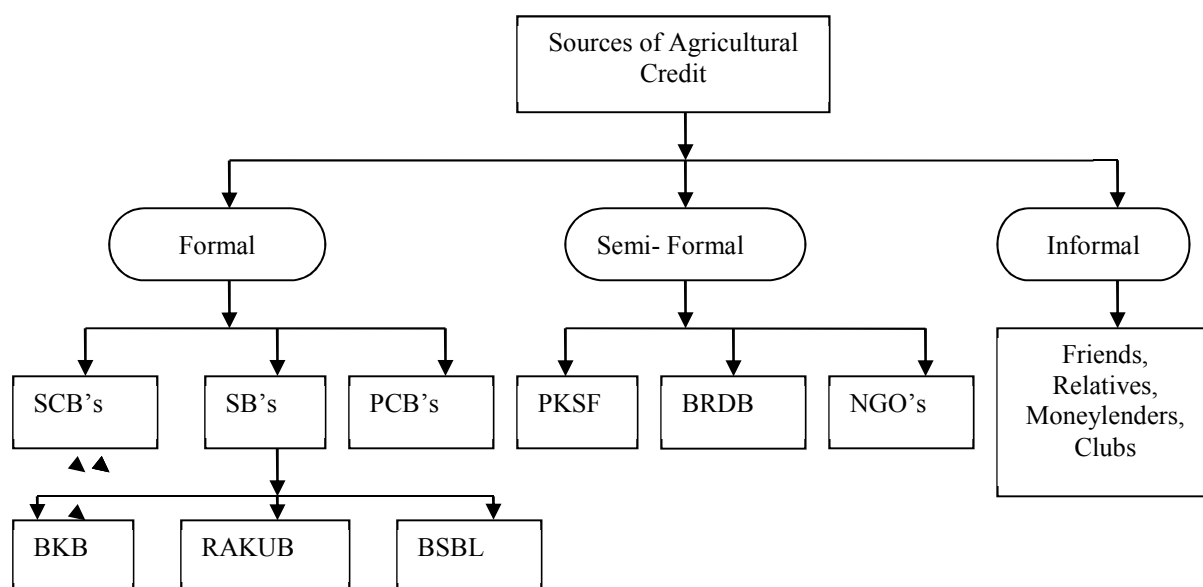 Sources of Agricultural
Credit
Formal
Semi- Formal
Informal
SCB’s
SB’s
PCB’s
PKSF
BRDB
NGO’s
Friends,
Relatives,
Moneylenders,
Clubs
BKB
RAKUB
BSBL